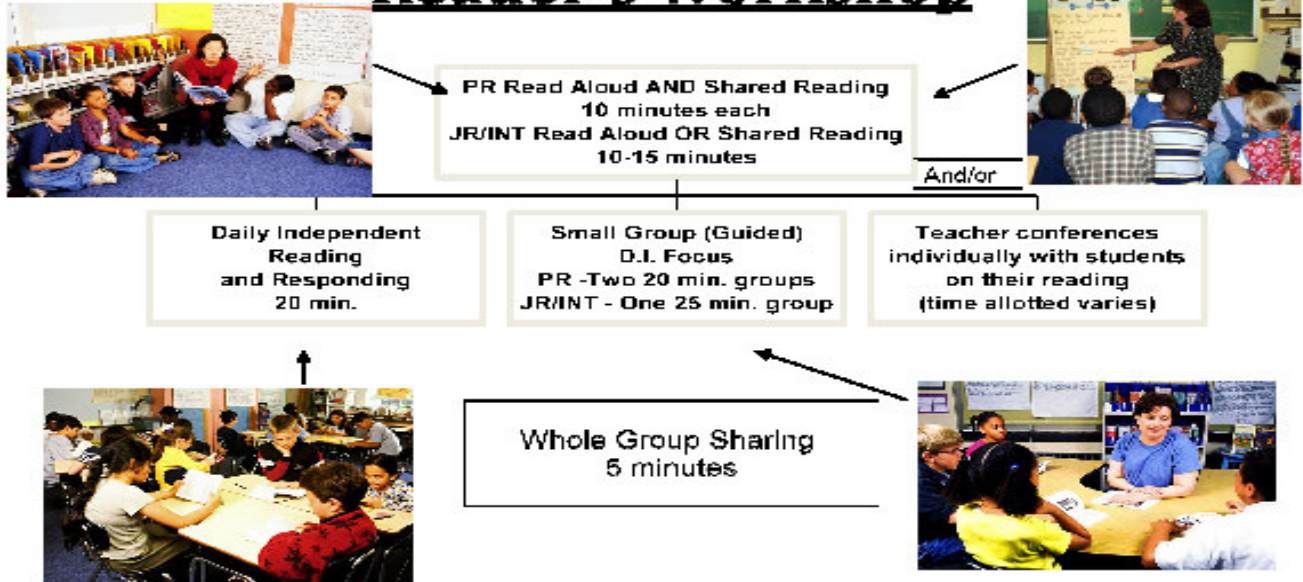 Reader's Workshop
PR Read Aloud AND Shared Reading
10 minutes each
JR/INT Read Aloud OR Shared Reading
10-15 minutes
And/or
Daily Independent
Reading
and Responding
20 min.
Small Group (Guided)
D.I. Focus
PR -Two 20 min. groups
JR/INT - One 25 min. group
Teacher conferences
individually with students
on their reading
(time allotted varies)
Whole Group Sharing
5 minutes